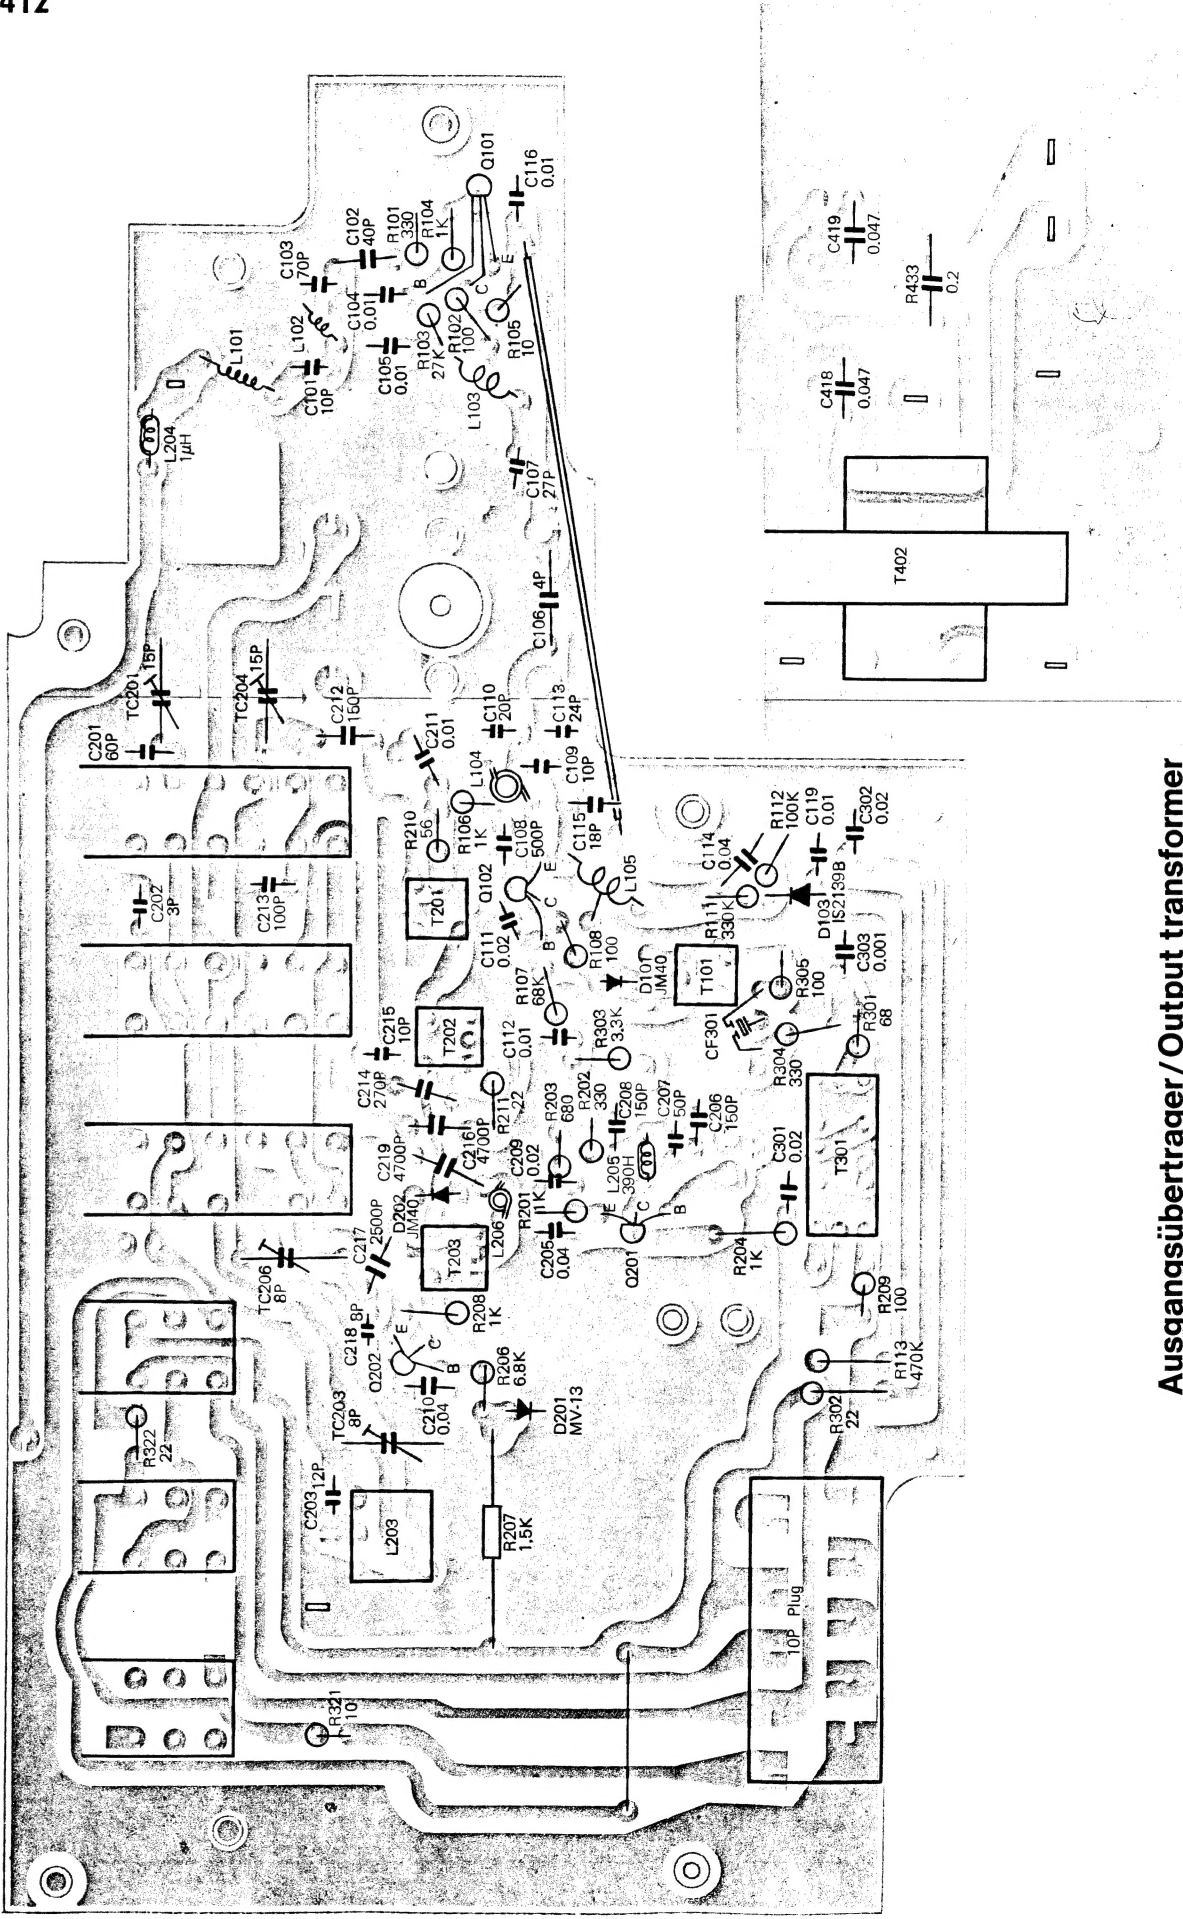 412
Q101
C116
0.01
C102
40P
R101
330
R104
1K
C103
70P
C104
0.01
L102
L101
C101
10P
C105
0.01
R103
27K
R102
100
R105
10
B
C
E
L103
L204
1µH
C107
27P
C106
4P
C419
0.047
R433
0.2
C418
0.047
T402
TC201
15P
TC204
15P
C201
60P
C212
150P
C211
0.01
C110
20P
C113
24P
L104
C109
10P
R210
56
R106
1K
C108
500P
C115
18P
L105
C202
3P
C213
100P
T201
Q102
E
C
B
C111
0.02
R108
100
R107
68K
D101
JM40
T101
C114
0.04
R112
100K
C119
0.01
C302
0.02
R111
330K
D103
IS2139B
C303
0.001
R305
100
CF301
R304
330
R301
68
C215
10P
T202
C112
0.01
R303
3.3K
C214
270P
R211
22
R203
680
R202
330
C208
150P
C207
50P
C206
150P
C219
4700P
C216
4700P
C209
0.02
L205
390H
C301
0.02
T301
D202
JM40
C217
2500P
L206
R201
1K
E
C
B
C205
0.04
Q201
R204
1K
T203
TC206
8P
C218
8P
Q202
E
C
B
R208
1K
R209
100
R206
6.8K
C210
0.04
D201
MV-13
R113
470K
R302
22
TC203
8P
R322
22
C203
12P
L203
R207
1.5K
10P Plug
R321
10
Ausgangsübertrager/Output transformer